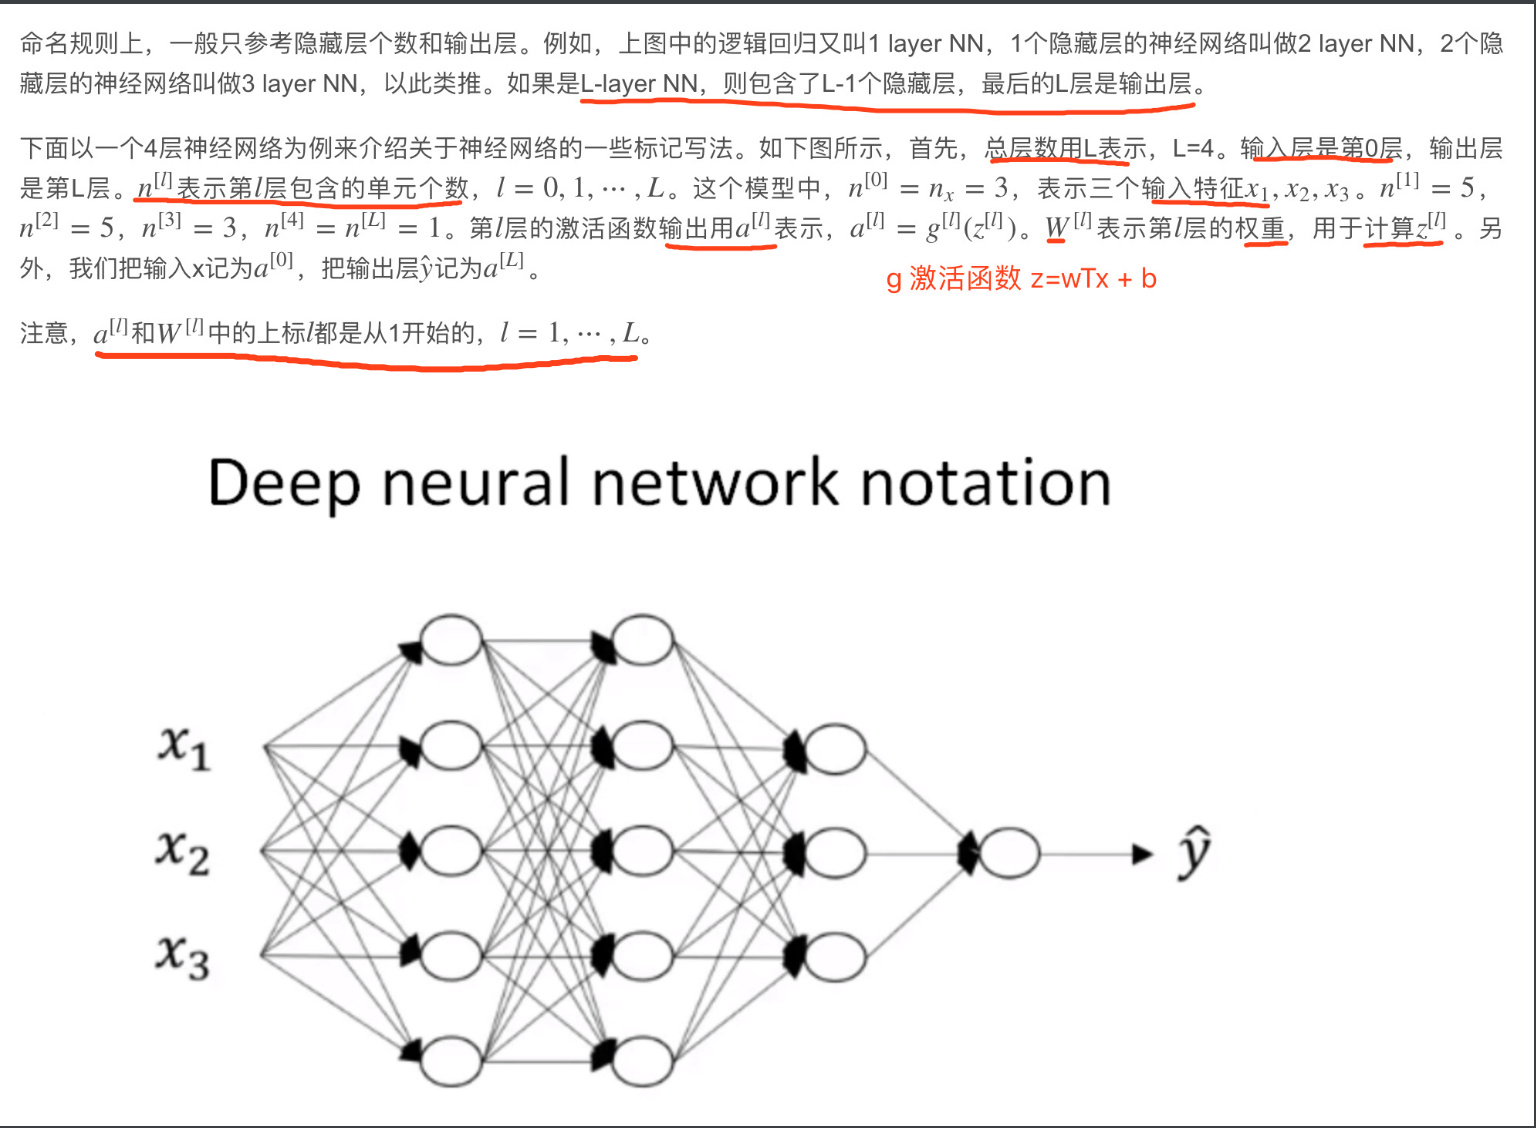 命名规则上，一般只参考隐藏层个数和输出层。例如，上图中的逻辑回归又叫1 layer NN，1个隐藏层的神经网络叫做2 layer NN，2个隐
藏层的神经网络叫做3 layer NN，以此类推。如果是L-layer NN，则包含了L-1个隐藏层，最后的L层是输出层。
下面以一个4层神经网络为例来介绍关于神经网络的一些标记写法。如下图所示，首先，总层数用L表示，L=4。输入层是第0层，输出层
是第L层。n^[l]表示第l层包含的单元个数，l = 0, 1, ⋯ , L。这个模型中，n^[0] = n_x = 3，表示三个输入特征x_1, x_2, x_3。n^[1] = 5，
n^[2] = 5，n^[3] = 3，n^[4] = n^[L] = 1。第l层的激活函数输出用a^[l]表示，a^[l] = g^[l](z^[l])。W^[l]表示第l层的权重，用于计算z^[l]。另
外，我们把输入x记为a^[0]，把输出层ŷ记为a^[L]。
g 激活函数 z=wTx + b
注意，a^[l]和W^[l]中的上标l都是从1开始的，l = 1, ⋯ , L。
Deep neural network notation
x_1
x_2
ŷ
x_3